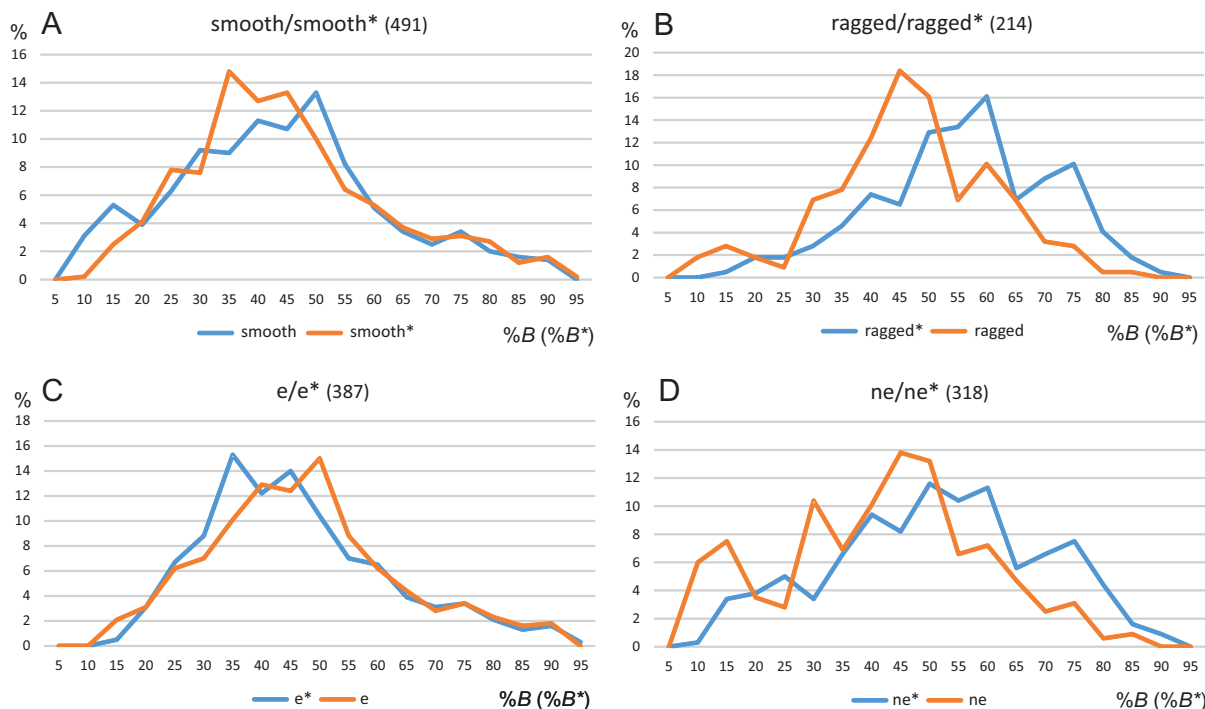 A
smooth/smooth* (491)
%
16
14
12
10
8
6
4
2
0
5 10 15 20 25 30 35 40 45 50 55 60 65 70 75 80 85 90 95
smooth smooth* %B (%B*)
B
ragged/ragged* (214)
%
20
18
16
14
12
10
8
6
4
2
0
5 10 15 20 25 30 35 40 45 50 55 60 65 70 75 80 85 90 95
ragged* ragged %B (%B*)
C
e/e* (387)
%
18
16
14
12
10
8
6
4
2
0
5 10 15 20 25 30 35 40 45 50 55 60 65 70 75 80 85 90 95
e* e %B (%B*)
D
ne/ne* (318)
%
16
14
12
10
8
6
4
2
0
5 10 15 20 25 30 35 40 45 50 55 60 65 70 75 80 85 90 95
ne* ne %B (%B*)